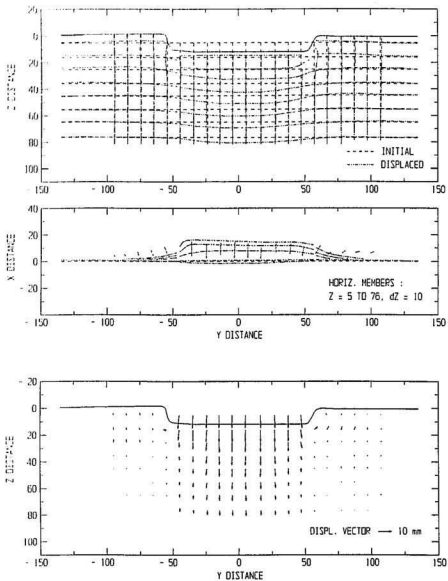 - 20
0
20
40
60
80
100
Z DISTANCE
--- INITIAL
DISPLACED
- 150 - 100 - 50 0 50 100 150
40
20
0
- 20
- 40
X DISTANCE
HORIZ. MEMBERS :
Z = 5 TO 76, dZ = 10
- 150 - 100 - 50 0 50 100 150
Y DISTANCE
- 20
0
20
40
60
80
100
Z DISTANCE
DISPL. VECTOR → 10 mm
- 150 - 100 - 50 0 50 100 150
Y DISTANCE